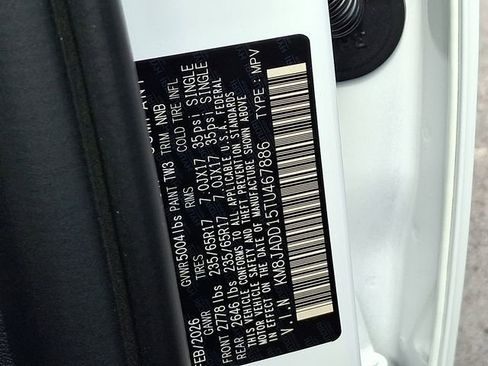 OMPANY
FEB/2026 GVWR 5004lbs PAINT TW3 TRIM NNB
GAWR TIRES RIMS COLD TIRE INFL
FRONT 2778 lbs 235/65R17 7.0JX17 35psi SINGLE
REAR 2646 lbs 235/65R17 7.0JX17 35psi SINGLE
THIS VEHICLE CONFORMS TO ALL APPLICABLE U.S.A. FEDERAL
MOTOR VEHICLE SAFETY AND THEFT PREVENTION STANDARDS
IN EFFECT ON THE DATE OF MANUFACTURE SHOWN ABOVE
V.I.N KM8JADD15TU467886 TYPE: MPV